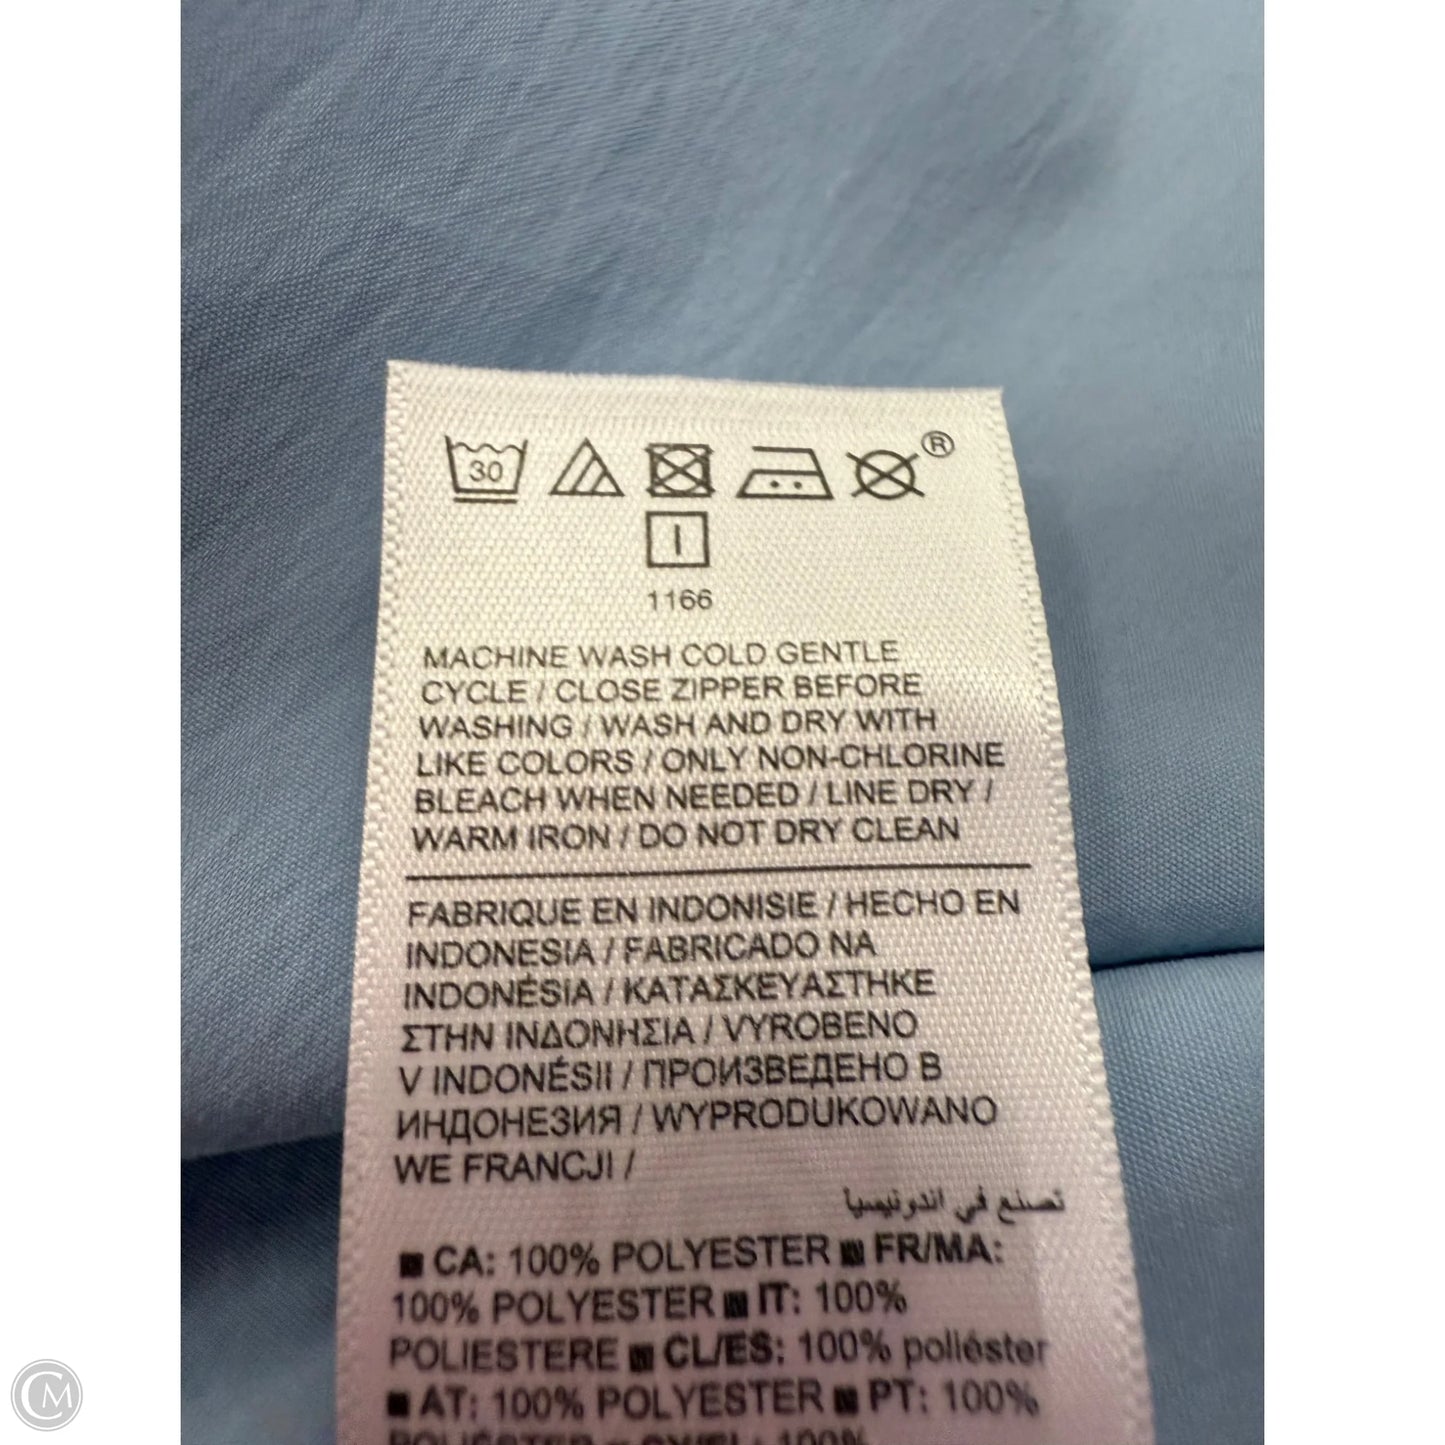 30
®
I
1166
MACHINE WASH COLD GENTLE
CYCLE / CLOSE ZIPPER BEFORE
WASHING / WASH AND DRY WITH
LIKE COLORS / ONLY NON-CHLORINE
BLEACH WHEN NEEDED / LINE DRY /
WARM IRON / DO NOT DRY CLEAN
FABRIQUE EN INDONISIE / HECHO EN
INDONESIA / FABRICADO NA
INDONÉSIA / ΚΑΤΑΣΚΕΥΑΣΤΗΚΕ
ΣΤΗΝ ΙΝΔΟΝΗΣΙΑ / VYROBENO
V INDONÉSII / ПРОИЗВЕДЕНО В
ИНДОНЕЗИЯ / WYPRODUKOWANO
WE FRANCJI /
تصنع في اندونيسيا
■ CA: 100% POLYESTER ■ FR/MA:
100% POLYESTER ■ IT: 100%
POLIESTERE ■ CL/ES: 100% poliéster
■ AT: 100% POLYESTER ■ PT: 100%
POLIÉSTER 100%
CM